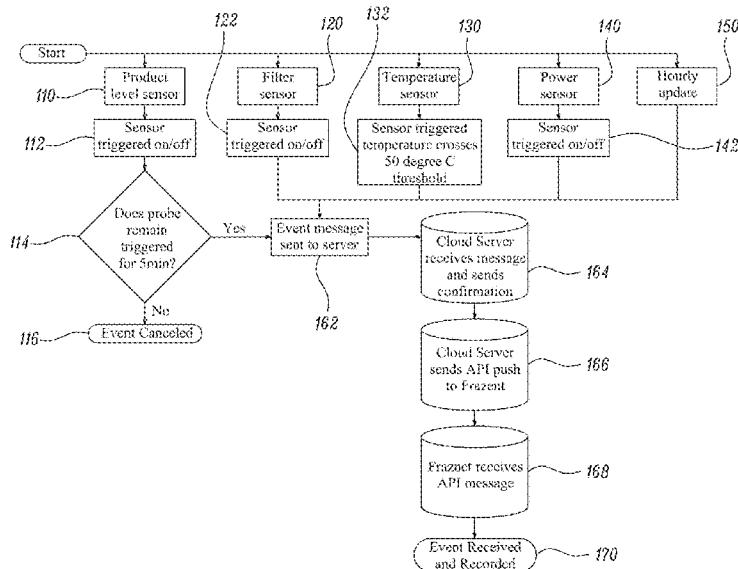 122
120
132
130
140
150
Start
Product
level sensor
Filter
sensor
Temperature
sensor
Power
sensor
Hourly
update
110
112
Sensor
triggered on/off
Sensor
triggered on/off
Sensor triggered
temperature crosses
50 degree C
threshold
Sensor
triggered on/off
142
114
Does probe
remain
triggered
for 5min?
Yes
Event message
sent to server
162
Cloud Server
receives message
and sends
confirmation
164
No
116
Event Canceled
Cloud Server
sends API push
to Frazent
166
Fraznet receives
API message
168
Event Received
and Recorded
170